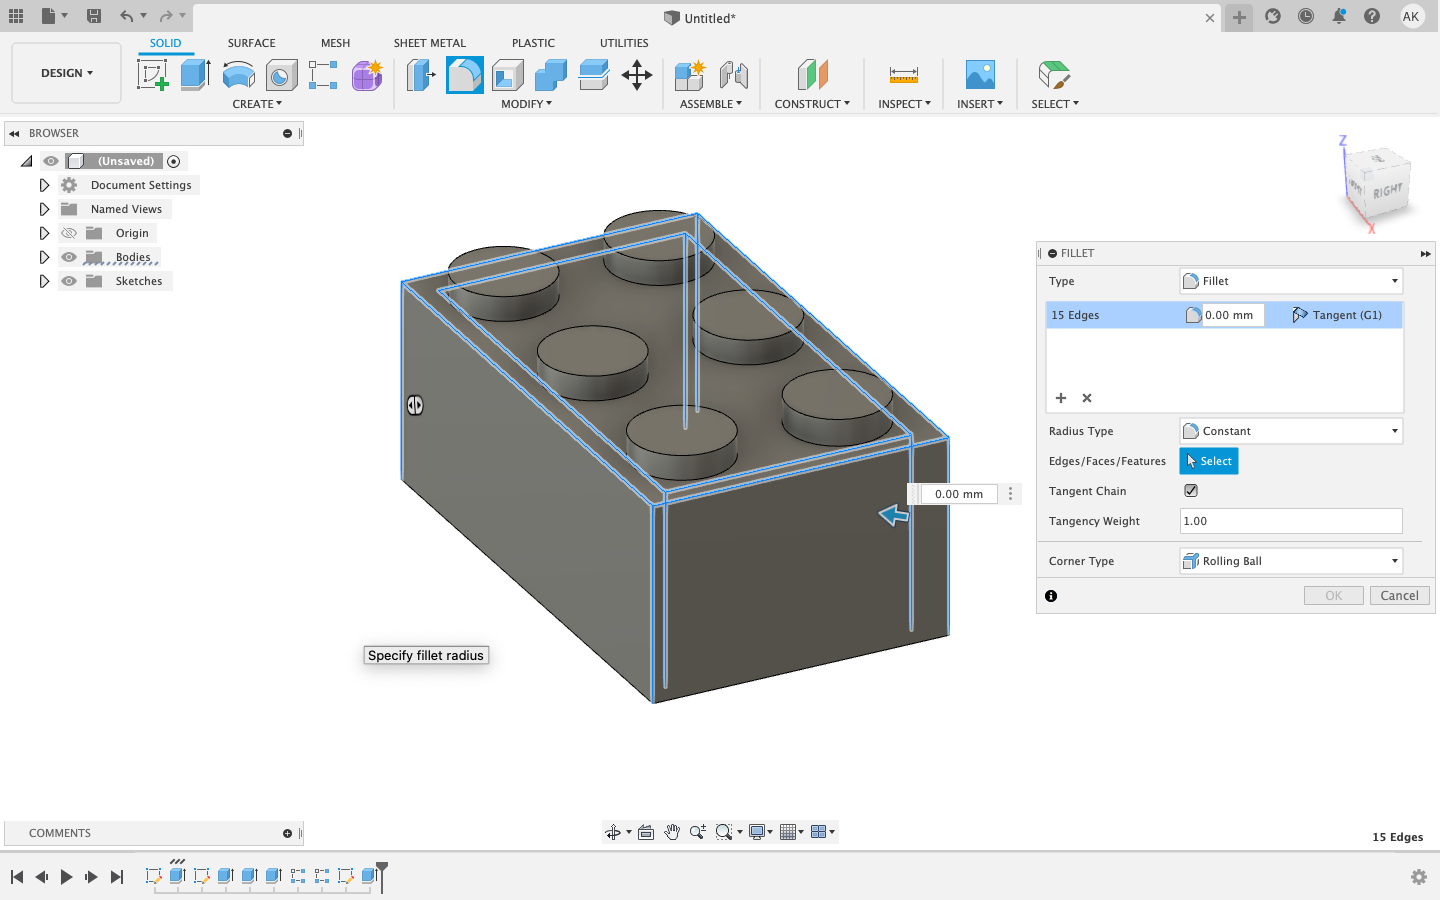 Untitled*
AK
DESIGN
SOLID
SURFACE
MESH
SHEET METAL
PLASTIC
UTILITIES
CREATE
MODIFY
ASSEMBLE
CONSTRUCT
INSPECT
INSERT
SELECT
BROWSER
(Unsaved)
Document Settings
Named Views
Origin
Bodies
Sketches
Z
RIGHT
X
FILLET
Type
Fillet
15 Edges
0.00 mm
Tangent (G1)
Radius Type
Constant
Edges/Faces/Features
Select
Tangent Chain
Tangency Weight
1.00
Corner Type
Rolling Ball
OK
Cancel
0.00 mm
Specify fillet radius
COMMENTS
15 Edges